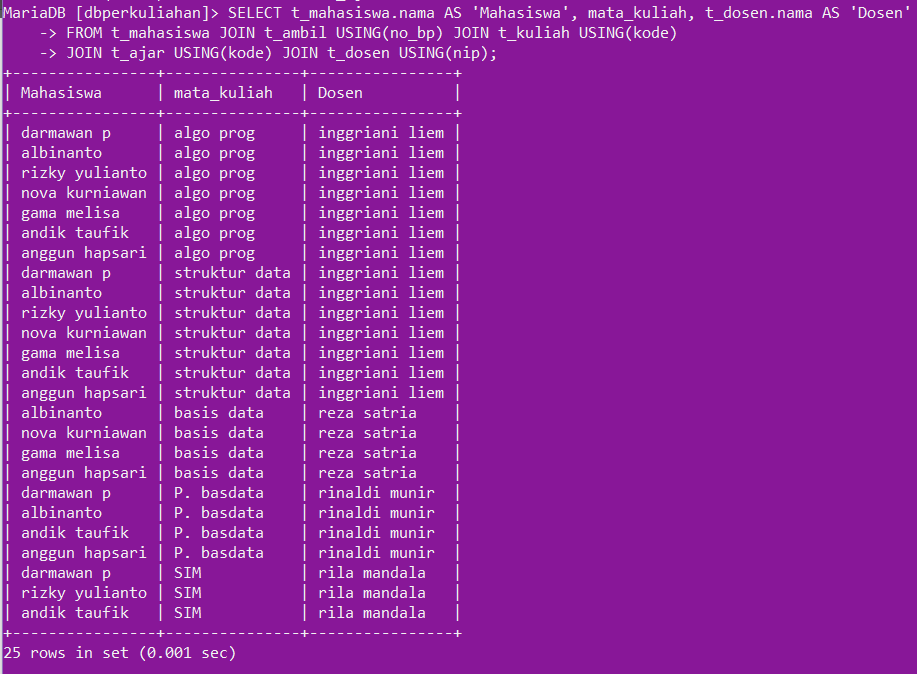 MariaDB [dbperkuliahan]> SELECT t_mahasiswa.nama AS 'Mahasiswa', mata_kuliah, t_dosen.nama AS 'Dosen'
    -> FROM t_mahasiswa JOIN t_ambil USING(no_bp) JOIN t_kuliah USING(kode)
    -> JOIN t_ajar USING(kode) JOIN t_dosen USING(nip);
+----------------+---------------+----------------+
| Mahasiswa      | mata_kuliah   | Dosen          |
+----------------+---------------+----------------+
| darmawan p     | algo prog     | inggriani liem |
| albinanto      | algo prog     | inggriani liem |
| rizky yulianto | algo prog     | inggriani liem |
| nova kurniawan | algo prog     | inggriani liem |
| gama melisa    | algo prog     | inggriani liem |
| andik taufik   | algo prog     | inggriani liem |
| anggun hapsari | algo prog     | inggriani liem |
| darmawan p     | struktur data | inggriani liem |
| albinanto      | struktur data | inggriani liem |
| rizky yulianto | struktur data | inggriani liem |
| nova kurniawan | struktur data | inggriani liem |
| gama melisa    | struktur data | inggriani liem |
| andik taufik   | struktur data | inggriani liem |
| anggun hapsari | struktur data | inggriani liem |
| albinanto      | basis data    | reza satria    |
| nova kurniawan | basis data    | reza satria    |
| gama melisa    | basis data    | reza satria    |
| anggun hapsari | basis data    | reza satria    |
| darmawan p     | P. basdata    | rinaldi munir  |
| albinanto      | P. basdata    | rinaldi munir  |
| andik taufik   | P. basdata    | rinaldi munir  |
| anggun hapsari | P. basdata    | rinaldi munir  |
| darmawan p     | SIM           | rila mandala   |
| rizky yulianto | SIM           | rila mandala   |
| andik taufik   | SIM           | rila mandala   |
+----------------+---------------+----------------+
25 rows in set (0.001 sec)